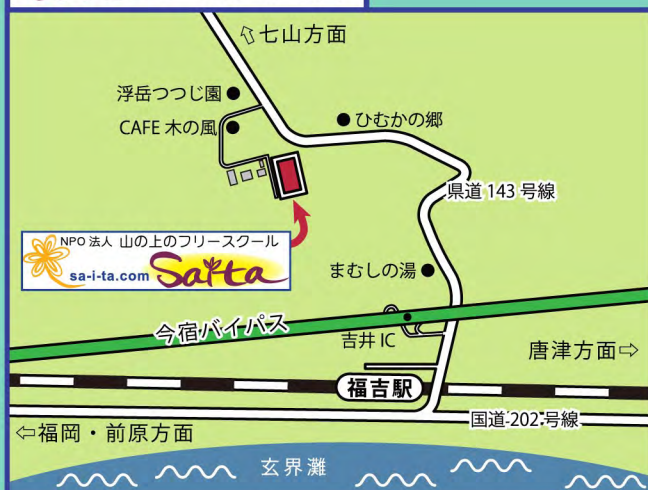 ⇧七山方面
浮岳つつじ園●
CAFE 木の風●
●ひむかの郷
県道 143 号線
NPO 法人 山の上のフリースクール
sa-i-ta.com Saita
まむしの湯●
今宿バイパス
吉井 IC
唐津方面⇨
福吉駅
国道 202 号線
⇦福岡・前原方面
玄界灘